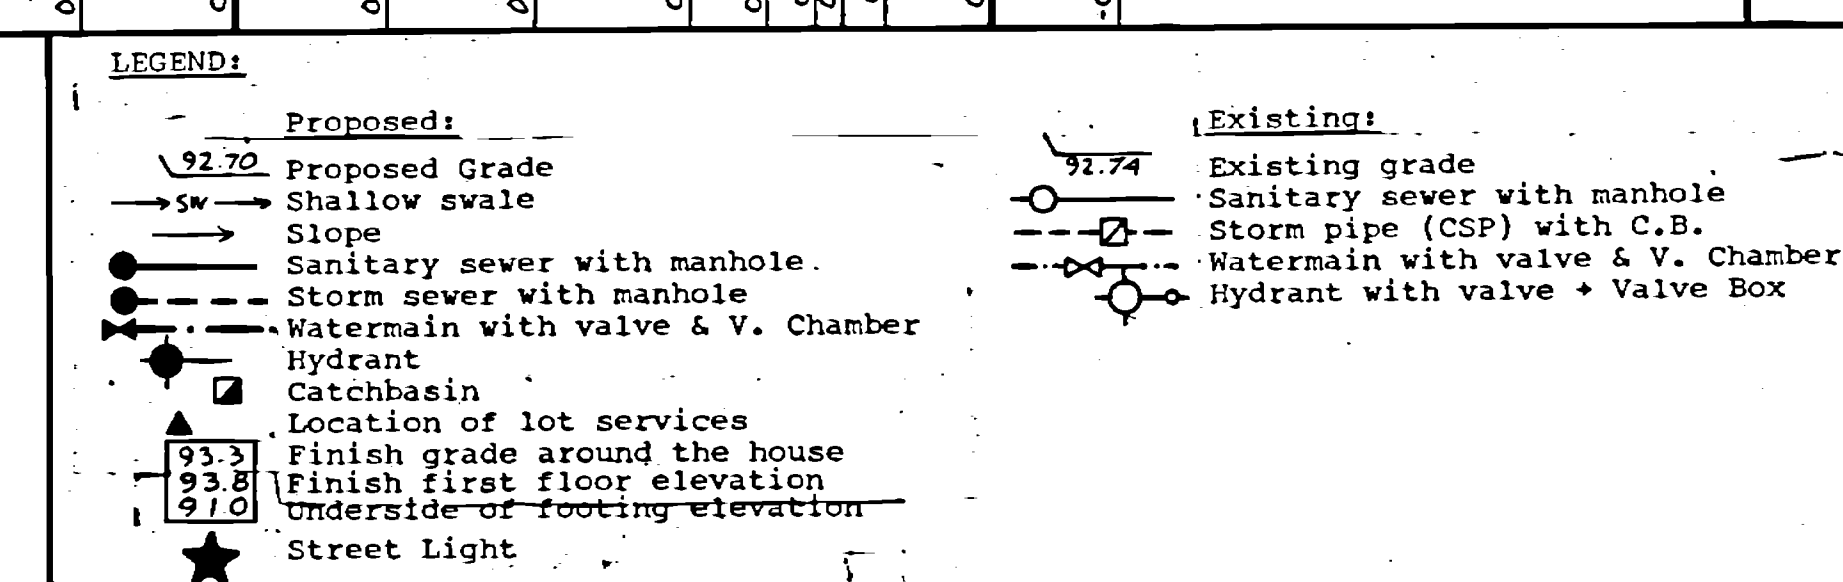 LEGEND:
Proposed:
92.70 Proposed Grade
SW Shallow swale
Slope
Sanitary sewer with manhole.
Storm sewer with manhole
Watermain with valve & V. Chamber
Hydrant
Catchbasin
Location of lot services
93.3 Finish grade around the house
93.8 Finish first floor elevation
91.0 Underside of footing elevation
Street Light
Existing:
92.74 Existing grade
Sanitary sewer with manhole
Storm pipe (CSP) with C.B.
Watermain with valve & V. Chamber
Hydrant with valve + Valve Box